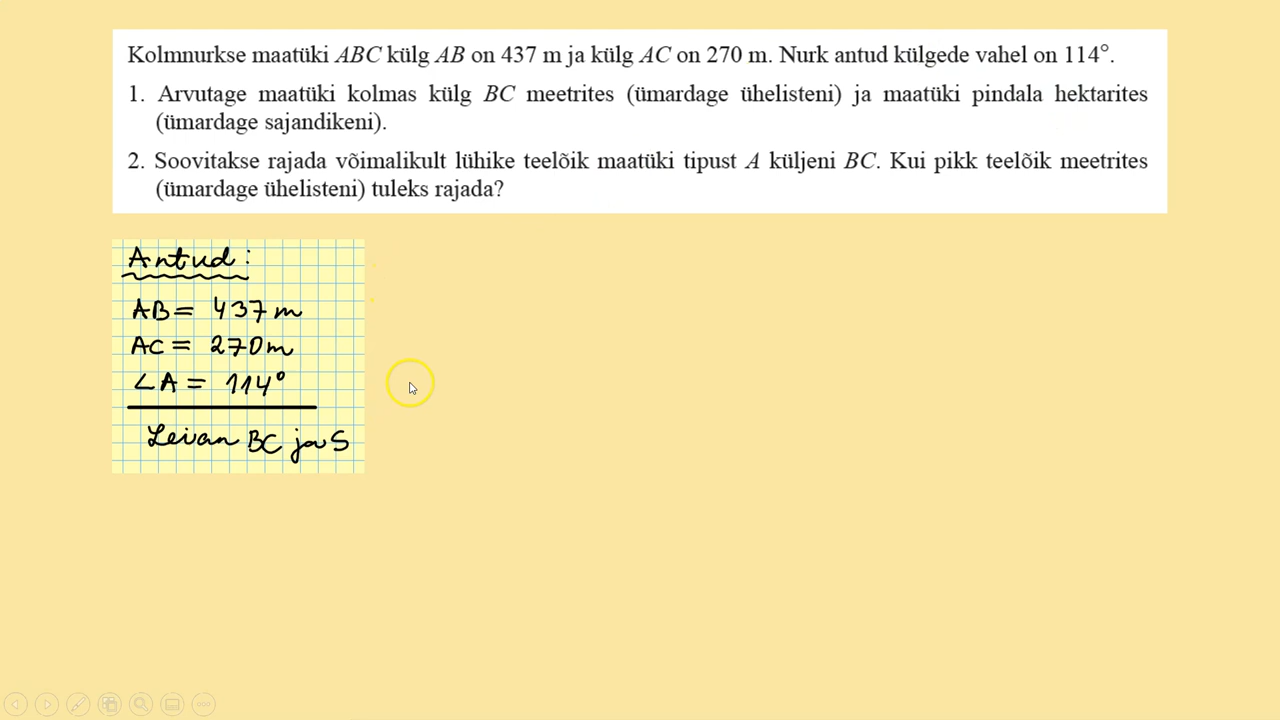 Kolmnurkse maatüki ABC külg AB on 437 m ja külg AC on 270 m. Nurk antud külgede vahel on 114°.
1. Arvutage maatüki kolmas külg BC meetrites (ümardage ühelisteni) ja maatüki pindala hektarites
(ümardage sajandikeni).
2. Soovitakse rajada võimalikult lühike teelõik maatüki tipust A küljeni BC. Kui pikk teelõik meetrites
(ümardage ühelisteni) tuleks rajada?
Antud:
AB = 437 m
AC = 270 m
∠A = 114°
Leian BC ja S